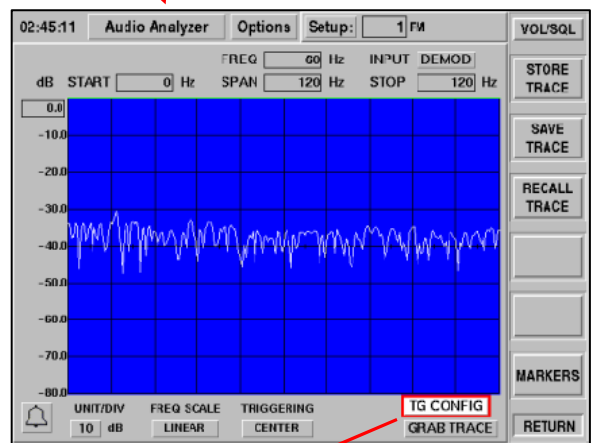 02:45:11 Audio Analyzer Options Setup: 1 FM VOL/SQL
FREQ 60 Hz INPUT DEMOD
dB START 0 Hz SPAN 120 Hz STOP 120 Hz
STORE
TRACE
0.0
-10.0
SAVE
TRACE
-20.0
RECALL
TRACE
-30.0
-40.0
-50.0
-60.0
-70.0
MARKERS
-80.0
UNIT/DIV FREQ SCALE TRIGGERING TG CONFIG
10 dB LINEAR CENTER GRAB TRACE RETURN